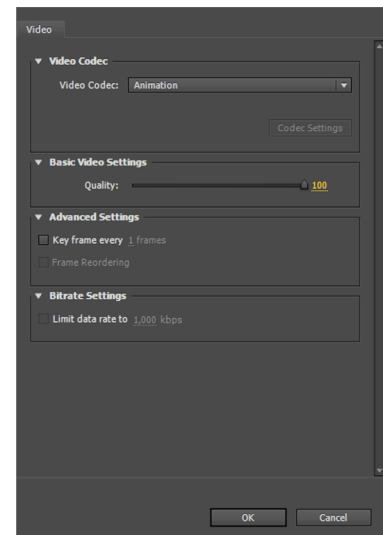 Video
Video Codec
Video Codec: Animation
Codec Settings
Basic Video Settings
Quality: 100
Advanced Settings
Key frame every 1 frames
Frame Reordering
Bitrate Settings
Limit data rate to 1,000 kbps
OK Cancel